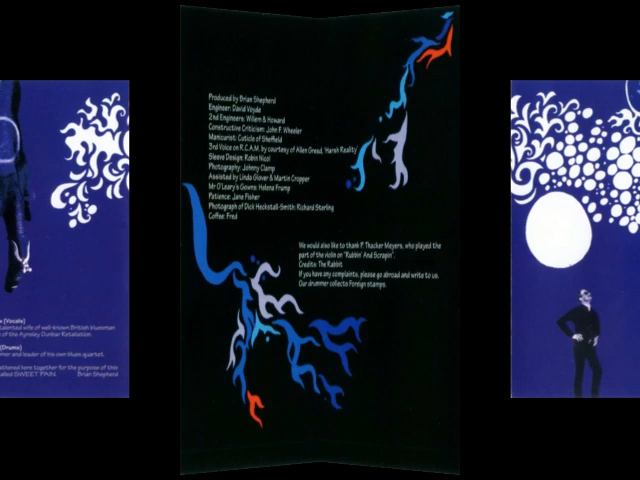 Produced by Brian Shepherd
Engineer: David Voyde
2nd Engineers: Willem & Howard
Constructive Criticism: John F. Wheeler
Manicurist: Cuticle of Sheffield
3rd Voice on R.C.A.M. by courtesy of Allen Greed, 'Harsh Reality'
Sleeve Design: Robin Nicol
Photography: Johnny Clamp
Assisted by Linda Glover & Martin Cropper
Mr O'Leary's Gowns: Helena Frump
Patience: Jane Fisher
Photograph of Dick Heckstall-Smith: Richard Starling
Coffee: Fred
We would also like to thank P. Thacker Meyers, who played the
part of the violin on "Rubbin' And Scrapin'".
Credits: The Rabbit
If you have any complaints, please go abroad and write to us.
Our drummer collects Foreign stamps.
(Vocals)
talented wife of well-known British bluesman
of the Aynsley Dunbar Retaliation.
(Drums)
mer and leader of his own blues quartet.
gathered here together for the purpose of this
called SWEET PAIN. Brian Shepherd